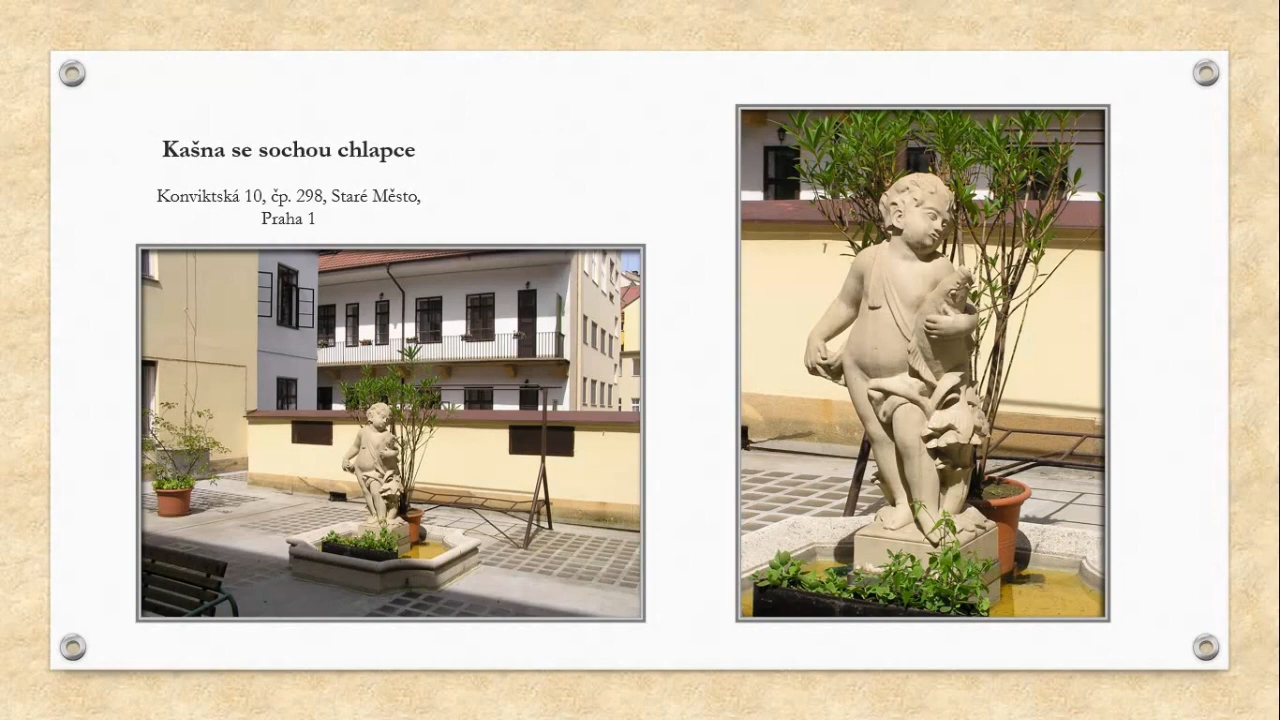 Kašna se sochou chlapce
Konviktská 10, čp. 298, Staré Město,
Praha 1